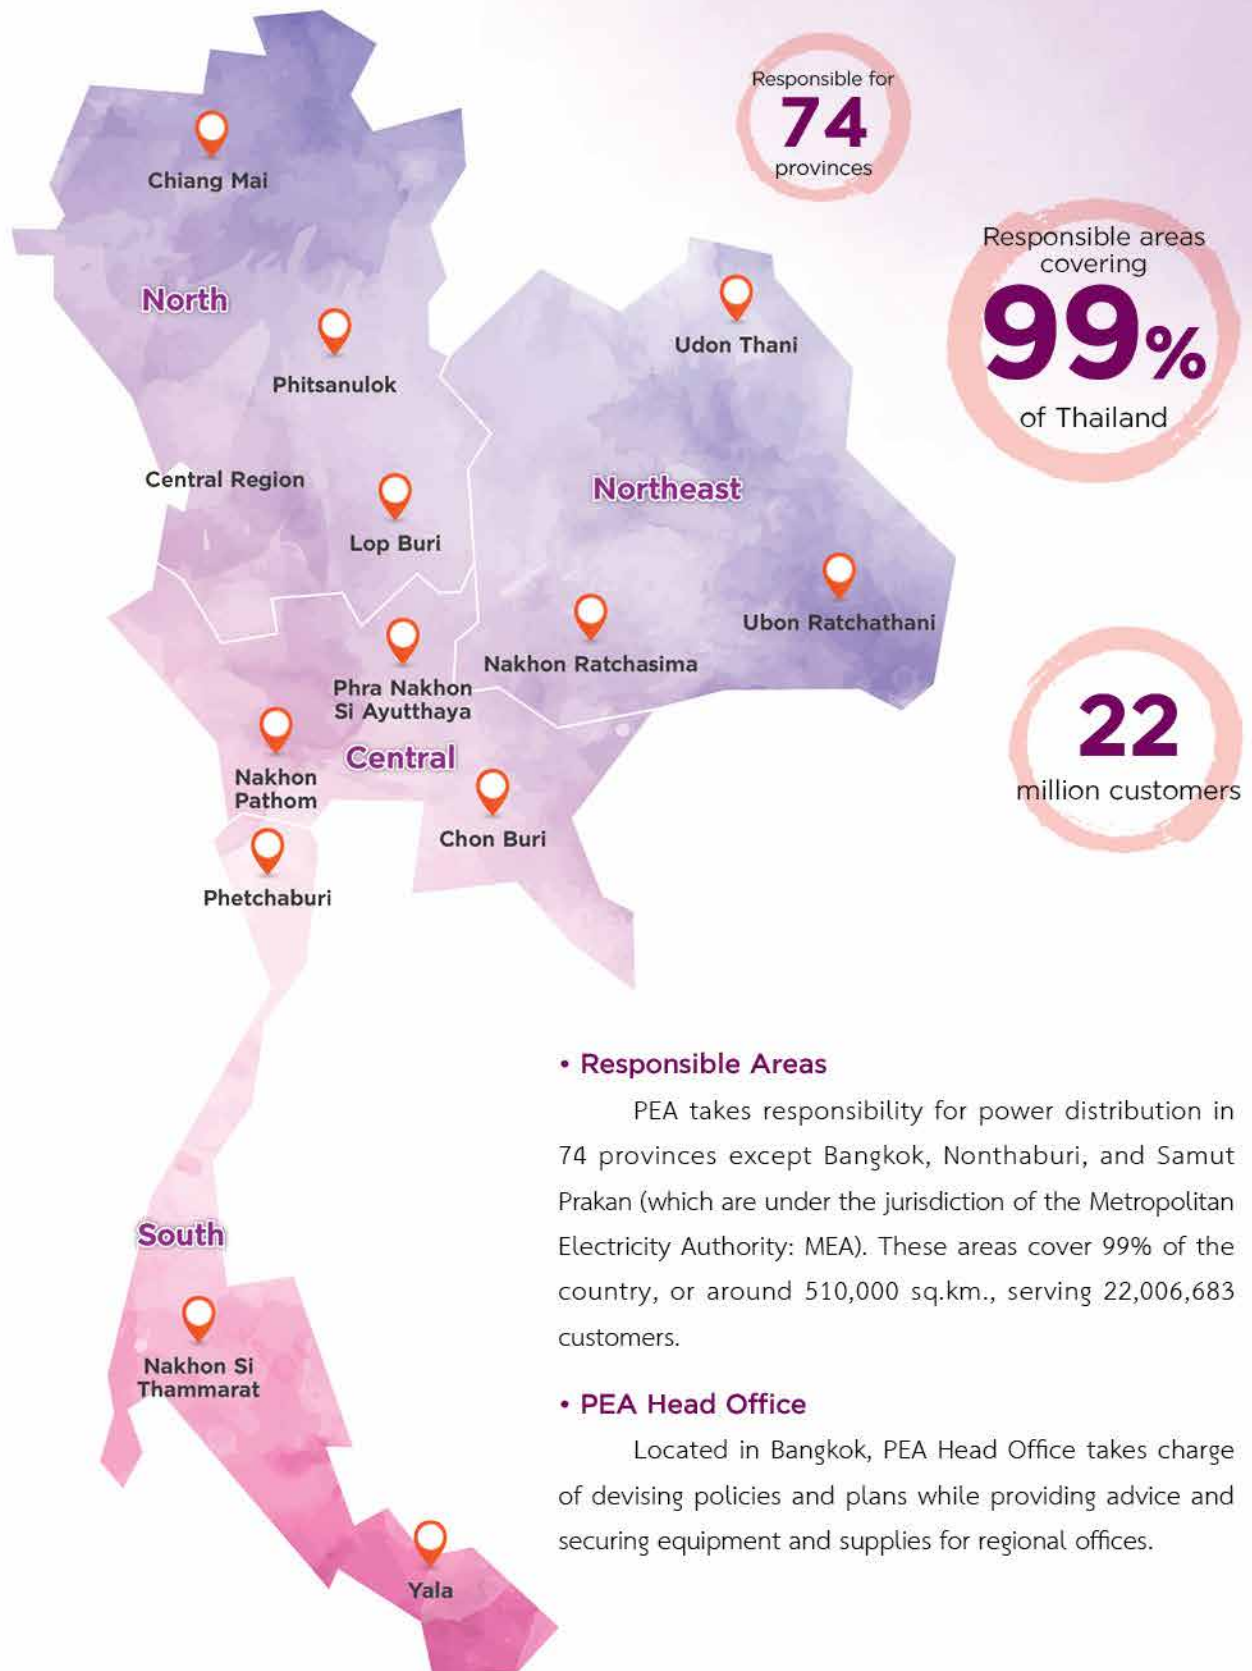 Responsible for
74
provinces
Chiang Mai
Responsible areas
covering
99%
of Thailand
North
Udon Thani
Phitsanulok
Central Region
Northeast
Lop Buri
Ubon Ratchathani
Nakhon Ratchasima
Phra Nakhon
Si Ayutthaya
22
million customers
Central
Nakhon
Pathom
Chon Buri
Phetchaburi
• Responsible Areas
PEA takes responsibility for power distribution in
74 provinces except Bangkok, Nonthaburi, and Samut
Prakan (which are under the jurisdiction of the Metropolitan
Electricity Authority: MEA). These areas cover 99% of the
country, or around 510,000 sq.km., serving 22,006,683
customers.
South
Nakhon Si
Thammarat
• PEA Head Office
Located in Bangkok, PEA Head Office takes charge
of devising policies and plans while providing advice and
securing equipment and supplies for regional offices.
Yala